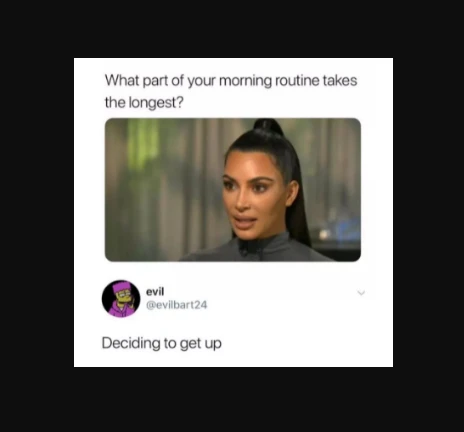 What part of your morning routine takes
the longest?
evil
@evilbart24
Deciding to get up